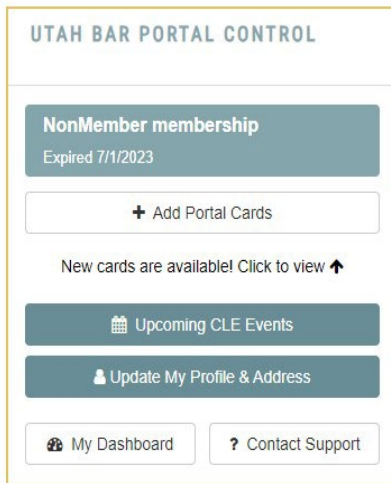 UTAH BAR PORTAL CONTROL
NonMember membership
Expired 7/1/2023
+ Add Portal Cards
New cards are available! Click to view ↑
Upcoming CLE Events
Update My Profile & Address
My Dashboard
? Contact Support